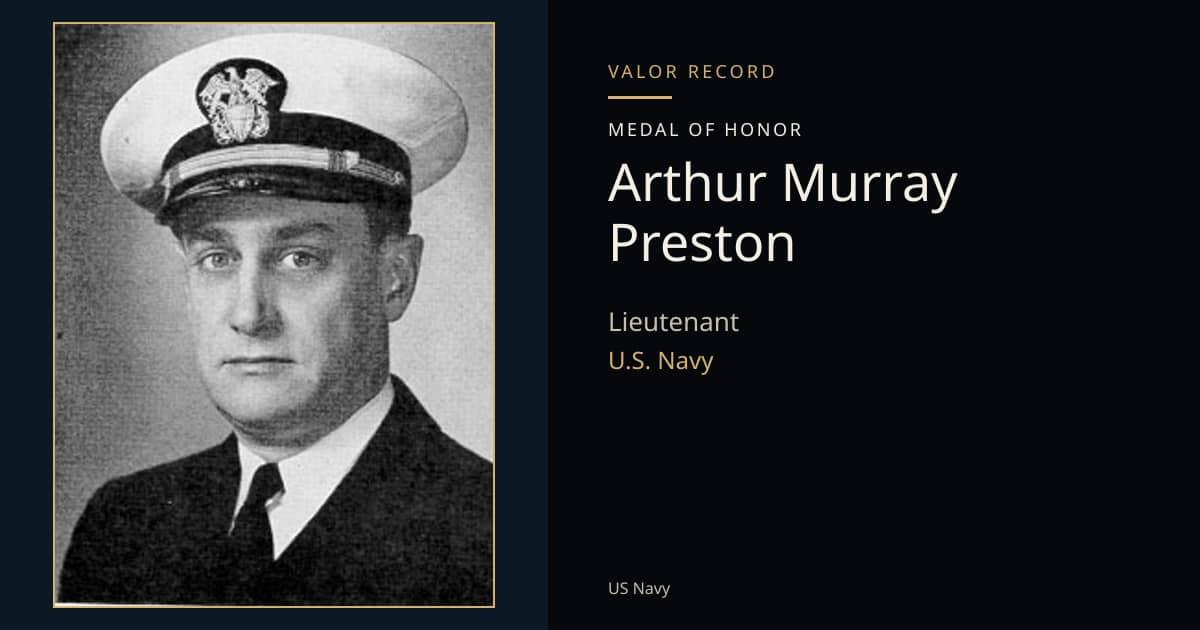 VALOR RECORD
MEDAL OF HONOR
Arthur Murray
Preston
Lieutenant
U.S. Navy
US Navy